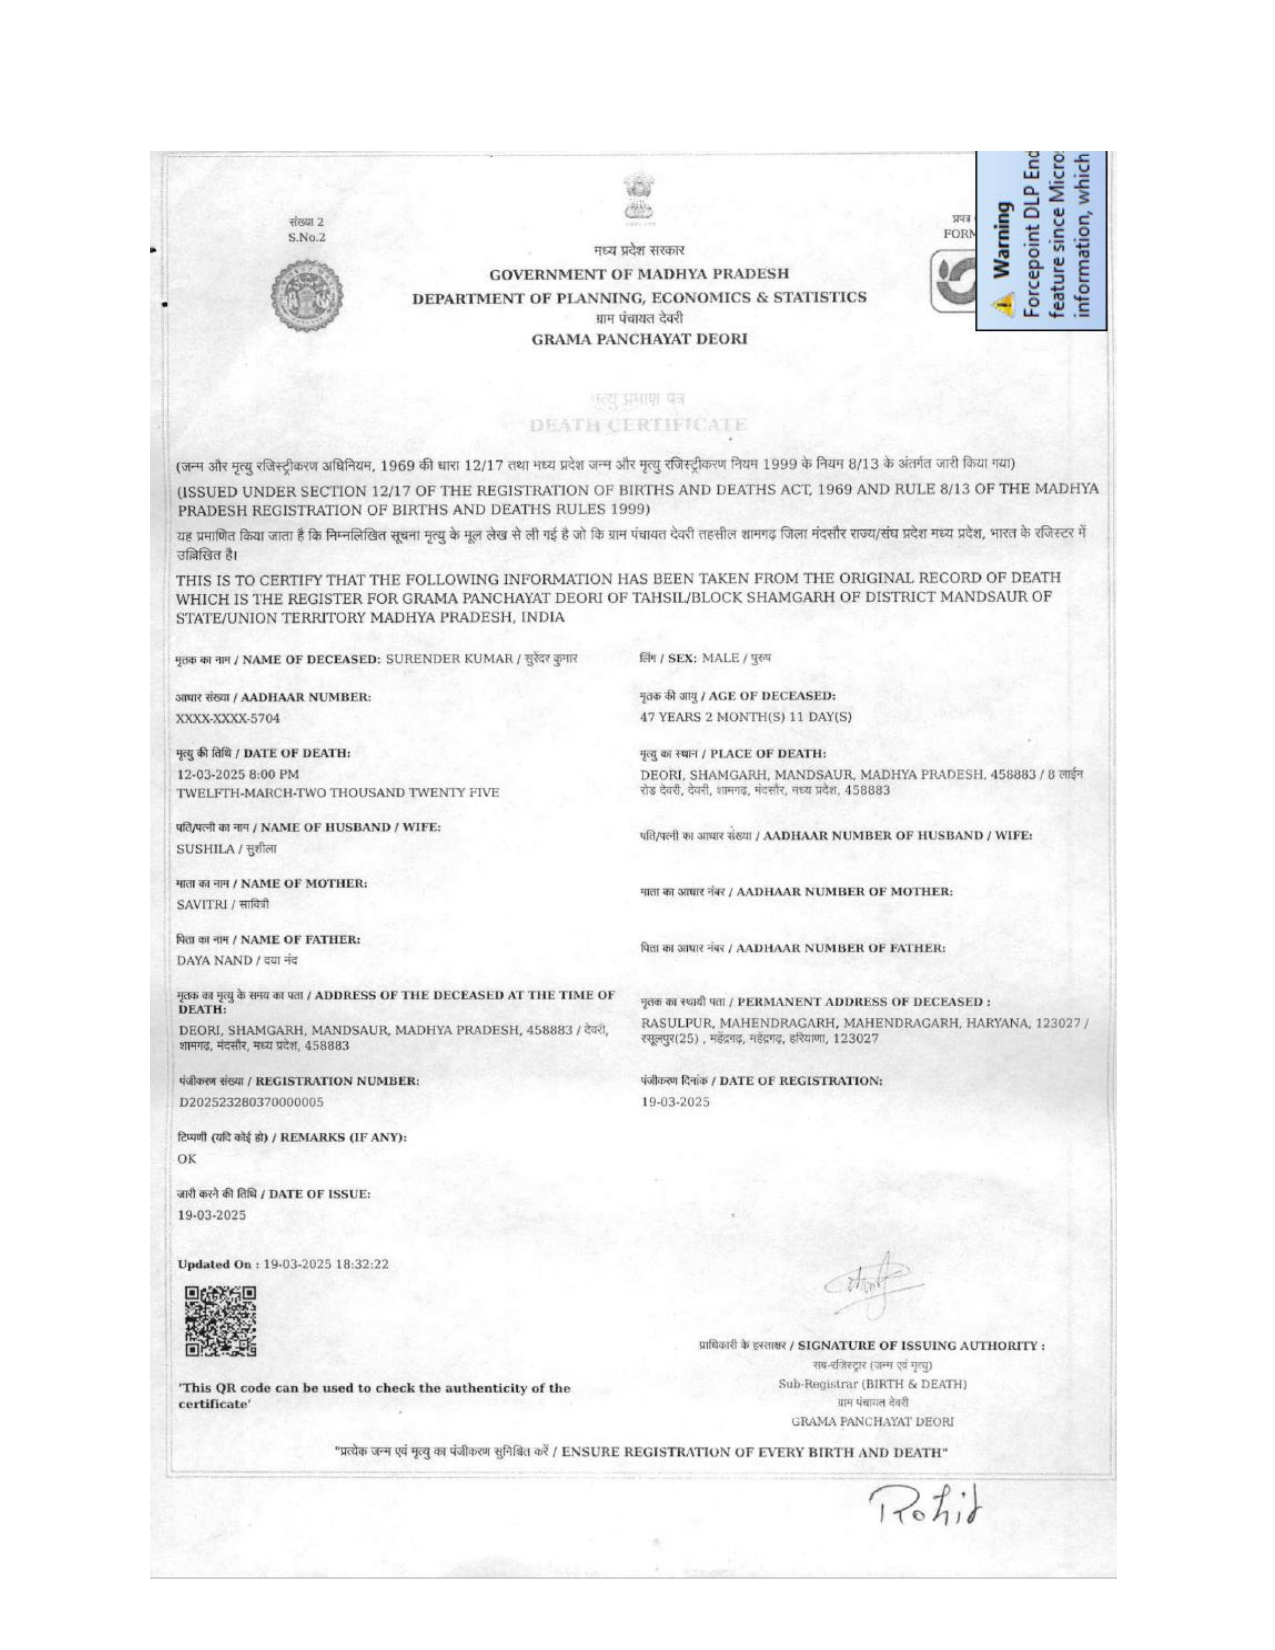 संख्या 2
S.No.2
प्रपत्र
FORM
मध्य प्रदेश सरकार
GOVERNMENT OF MADHYA PRADESH
DEPARTMENT OF PLANNING, ECONOMICS & STATISTICS
ग्राम पंचायत देवरी
GRAMA PANCHAYAT DEORI
Warning
Forcepoint DLP End
feature since Micros
information, which
मृत्यु प्रमाण पत्र
DEATH CERTIFICATE
(जन्म और मृत्यु रजिस्ट्रीकरण अधिनियम, 1969 की धारा 12/17 तथा मध्य प्रदेश जन्म और मृत्यु रजिस्ट्रीकरण नियम 1999 के नियम 8/13 के अंतर्गत जारी किया गया)
(ISSUED UNDER SECTION 12/17 OF THE REGISTRATION OF BIRTHS AND DEATHS ACT, 1969 AND RULE 8/13 OF THE MADHYA
PRADESH REGISTRATION OF BIRTHS AND DEATHS RULES 1999)
यह प्रमाणित किया जाता है कि निम्नलिखित सूचना मृत्यु के मूल लेख से ली गई है जो कि ग्राम पंचायत देवरी तहसील शामगढ़ जिला मंदसौर राज्य/संघ प्रदेश मध्य प्रदेश, भारत के रजिस्टर में
उल्लिखित है।
THIS IS TO CERTIFY THAT THE FOLLOWING INFORMATION HAS BEEN TAKEN FROM THE ORIGINAL RECORD OF DEATH
WHICH IS THE REGISTER FOR GRAMA PANCHAYAT DEORI OF TAHSIL/BLOCK SHAMGARH OF DISTRICT MANDSAUR OF
STATE/UNION TERRITORY MADHYA PRADESH, INDIA
मृतक का नाम / NAME OF DECEASED: SURENDER KUMAR / सुरेंदर कुमार
लिंग / SEX: MALE / पुरुष
आधार संख्या / AADHAAR NUMBER:
XXXX-XXXX-5704
मृतक की आयु / AGE OF DECEASED:
47 YEARS 2 MONTH(S) 11 DAY(S)
मृत्यु की तिथि / DATE OF DEATH:
12-03-2025 8:00 PM
TWELFTH-MARCH-TWO THOUSAND TWENTY FIVE
मृत्यु का स्थान / PLACE OF DEATH:
DEORI, SHAMGARH, MANDSAUR, MADHYA PRADESH, 458883 / 8 लाईन
रोड देवरी, देवरी, शामगढ़, मंदसौर, मध्य प्रदेश, 458883
पति/पत्नी का नाम / NAME OF HUSBAND / WIFE:
SUSHILA / सुशीला
पति/पत्नी का आधार संख्या / AADHAAR NUMBER OF HUSBAND / WIFE:
माता का नाम / NAME OF MOTHER:
SAVITRI / सावित्री
माता का आधार नंबर / AADHAAR NUMBER OF MOTHER:
पिता का नाम / NAME OF FATHER:
DAYA NAND / दया नंद
पिता का आधार नंबर / AADHAAR NUMBER OF FATHER:
मृतक का मृत्यु के समय का पता / ADDRESS OF THE DECEASED AT THE TIME OF
DEATH:
DEORI, SHAMGARH, MANDSAUR, MADHYA PRADESH, 458883 / देवरी,
शामगढ़, मंदसौर, मध्य प्रदेश, 458883
मृतक का स्थायी पता / PERMANENT ADDRESS OF DECEASED :
RASULPUR, MAHENDRAGARH, MAHENDRAGARH, HARYANA, 123027 /
रसूलपुर(25) , महेंद्रगढ़, महेंद्रगढ़, हरियाणा, 123027
पंजीकरण संख्या / REGISTRATION NUMBER:
D202523280370000005
पंजीकरण दिनांक / DATE OF REGISTRATION:
19-03-2025
टिप्पणी (यदि कोई हो) / REMARKS (IF ANY):
OK
जारी करने की तिथि / DATE OF ISSUE:
19-03-2025
Updated On : 19-03-2025 18:32:22
प्राधिकारी के हस्ताक्षर / SIGNATURE OF ISSUING AUTHORITY :
सब-रजिस्ट्रार (जन्म एवं मृत्यु)
Sub-Registrar (BIRTH & DEATH)
ग्राम पंचायत देवरी
GRAMA PANCHAYAT DEORI
'This QR code can be used to check the authenticity of the
certificate'
"प्रत्येक जन्म एवं मृत्यु का पंजीकरण सुनिश्चित करें / ENSURE REGISTRATION OF EVERY BIRTH AND DEATH"
Rohit